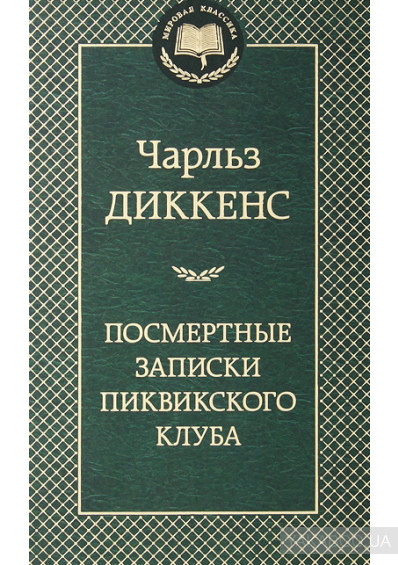 МИРОВАЯ КЛАССИКА
Чарльз
ДИККЕНС
ПОСМЕРТНЫЕ
ЗАПИСКИ
ПИКВИКСКОГО
КЛУБА